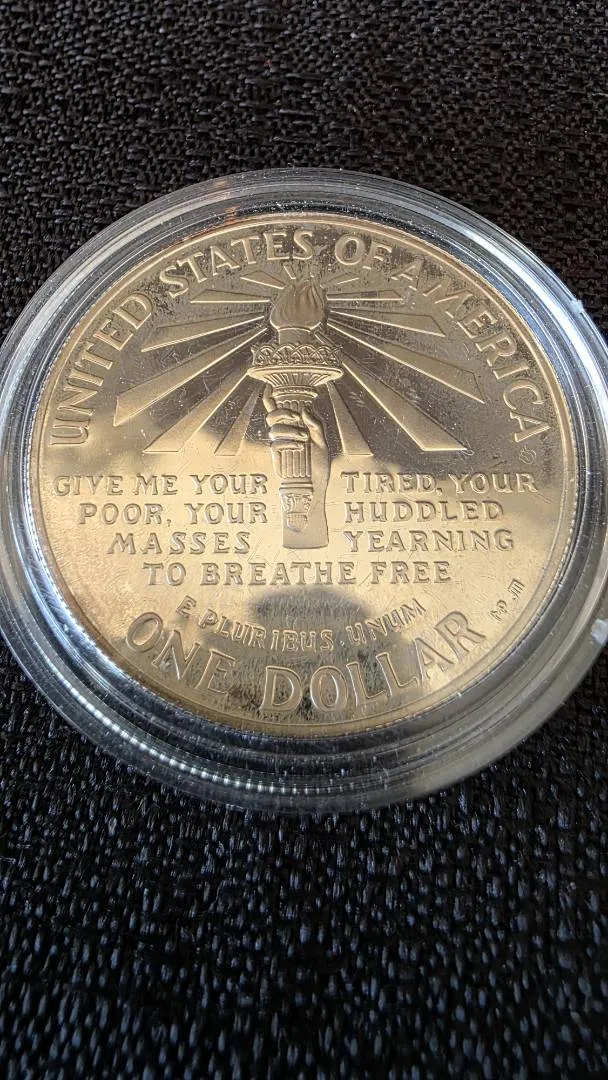 UNITED STATES OF AMERICA
GIVE ME YOUR TIRED, YOUR
POOR, YOUR HUDDLED
MASSES YEARNING
TO BREATHE FREE
E PLURIBUS UNUM
ONE DOLLAR